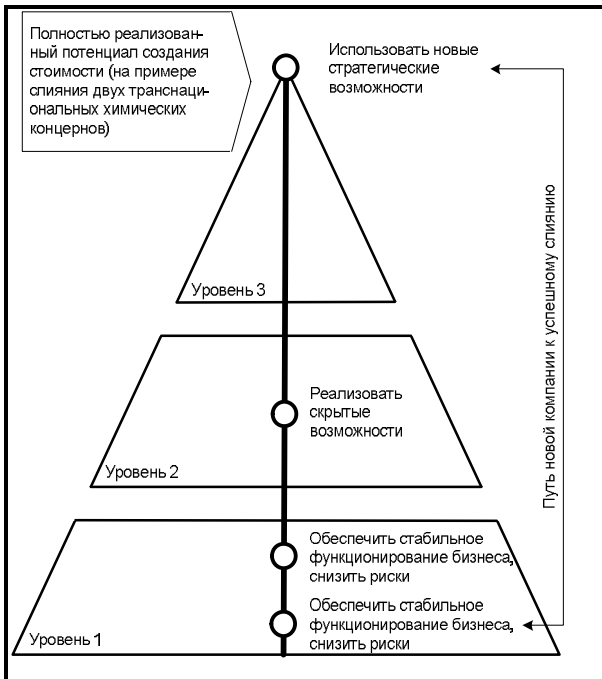 Полностью реализован-
ный потенциал создания
стоимости (на примере
слияния двух транснаци-
ональных химических
концернов)
Использовать новые
стратегические
возможности
Уровень 3
Реализовать
скрытые
возможности
Уровень 2
Обеспечить стабильное
функционирование бизнеса,
снизить риски
Обеспечить стабильное
функционирование бизнеса,
снизить риски
Уровень 1
Путь новой компании к успешному слиянию